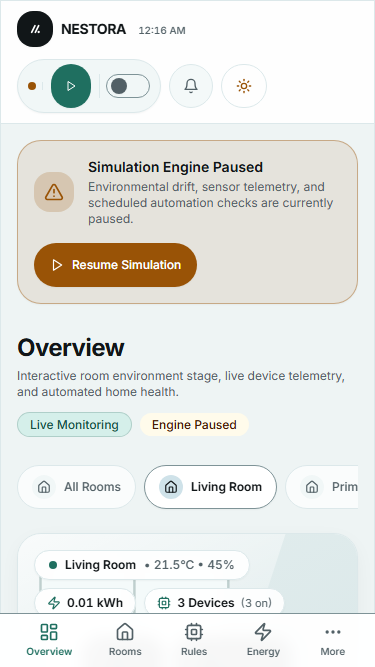 NESTORA 12:16 AM
Simulation Engine Paused
Environmental drift, sensor telemetry, and
scheduled automation checks are currently
paused.
Resume Simulation
Overview
Interactive room environment stage, live device telemetry,
and automated home health.
Live Monitoring Engine Paused
All Rooms Living Room Prim
Living Room • 21.5°C • 45%
0.01 kWh 3 Devices (3 on)
Overview Rooms Rules Energy More